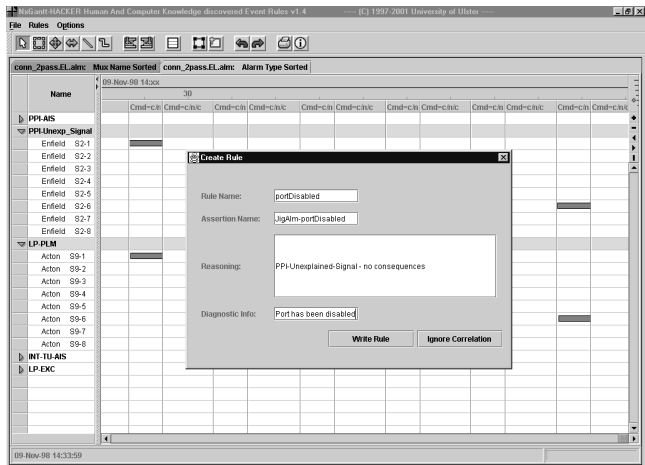 NxGantt-HACKER Human And Computer Knowledge discovered Event Rules v1.4 ---- (C) 1997-2001 University of Ulster ----
File Rules Options
conn_2pass.EL.alm: Mux Name Sorted conn_2pass.EL.alm: Alarm Type Sorted
Name
09-Nov-98 14:xx
30
Cmd=c/n Cmd=c/n/c Cmd=c/n Cmd=c/n/c Cmd=c/n Cmd=c/n/c Cmd=c/n Cmd=c/n/c Cmd=c/n Cmd=c/n/c
PPI-AIS
PPI-Unexp_Signal
Enfield S2-1
Enfield S2-2
Enfield S2-3
Enfield S2-4
Enfield S2-5
Enfield S2-6
Enfield S2-7
Enfield S2-8
LP-PLM
Acton S9-1
Acton S9-2
Acton S9-3
Acton S9-4
Acton S9-5
Acton S9-6
Acton S9-7
Acton S9-8
INT-TU-AIS
LP-EXC
Create Rule
Rule Name: portDisabled
Assertion Name: JigAlm-portDisabled
Reasoning: PPI-Unexplained-Signal - no consequences
Diagnostic Info: Port has been disabled
Write Rule Ignore Correlation
09-Nov-98 14:33:59